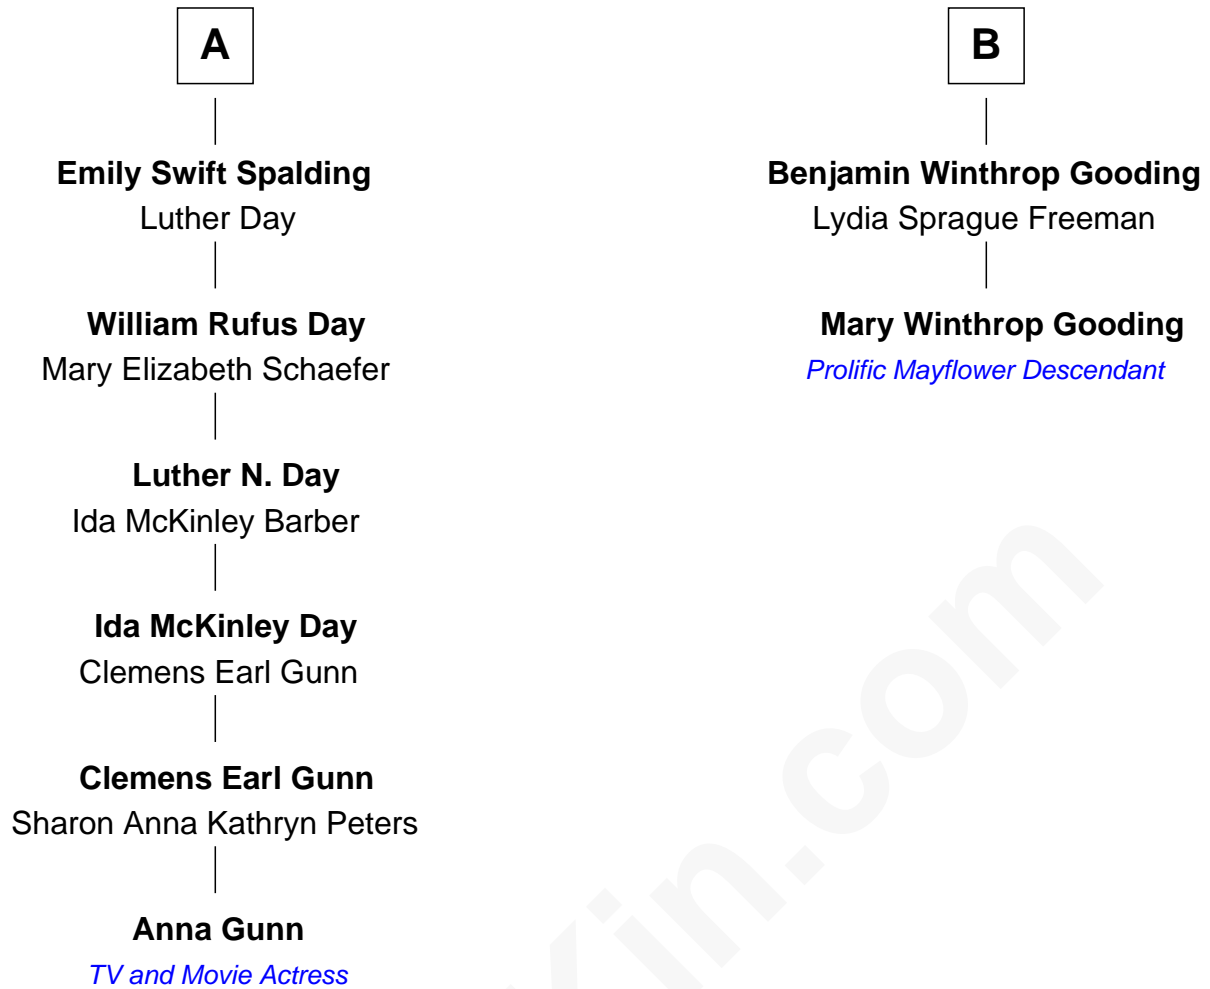 A
Emily Swift Spalding
Luther Day
William Rufus Day
Mary Elizabeth Schaefer
Luther N. Day
Ida McKinley Barber
Ida McKinley Day
Clemens Earl Gunn
Clemens Earl Gunn
Sharon Anna Kathryn Peters
Anna Gunn
TV and Movie Actress
B
Benjamin Winthrop Gooding
Lydia Sprague Freeman
Mary Winthrop Gooding
Prolific Mayflower Descendant
Kin.com